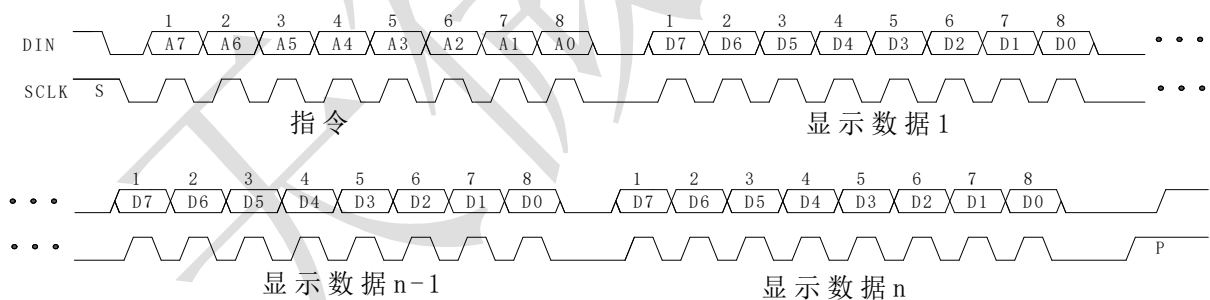 1 2 3 4 5 6 7 8 1 2 3 4 5 6 7 8
DIN A7 A6 A5 A4 A3 A2 A1 A0 D7 D6 D5 D4 D3 D2 D1 D0
SCLK S
指令 显示数据1
1 2 3 4 5 6 7 8 1 2 3 4 5 6 7 8
D7 D6 D5 D4 D3 D2 D1 D0 D7 D6 D5 D4 D3 D2 D1 D0
P
显示数据n-1 显示数据n